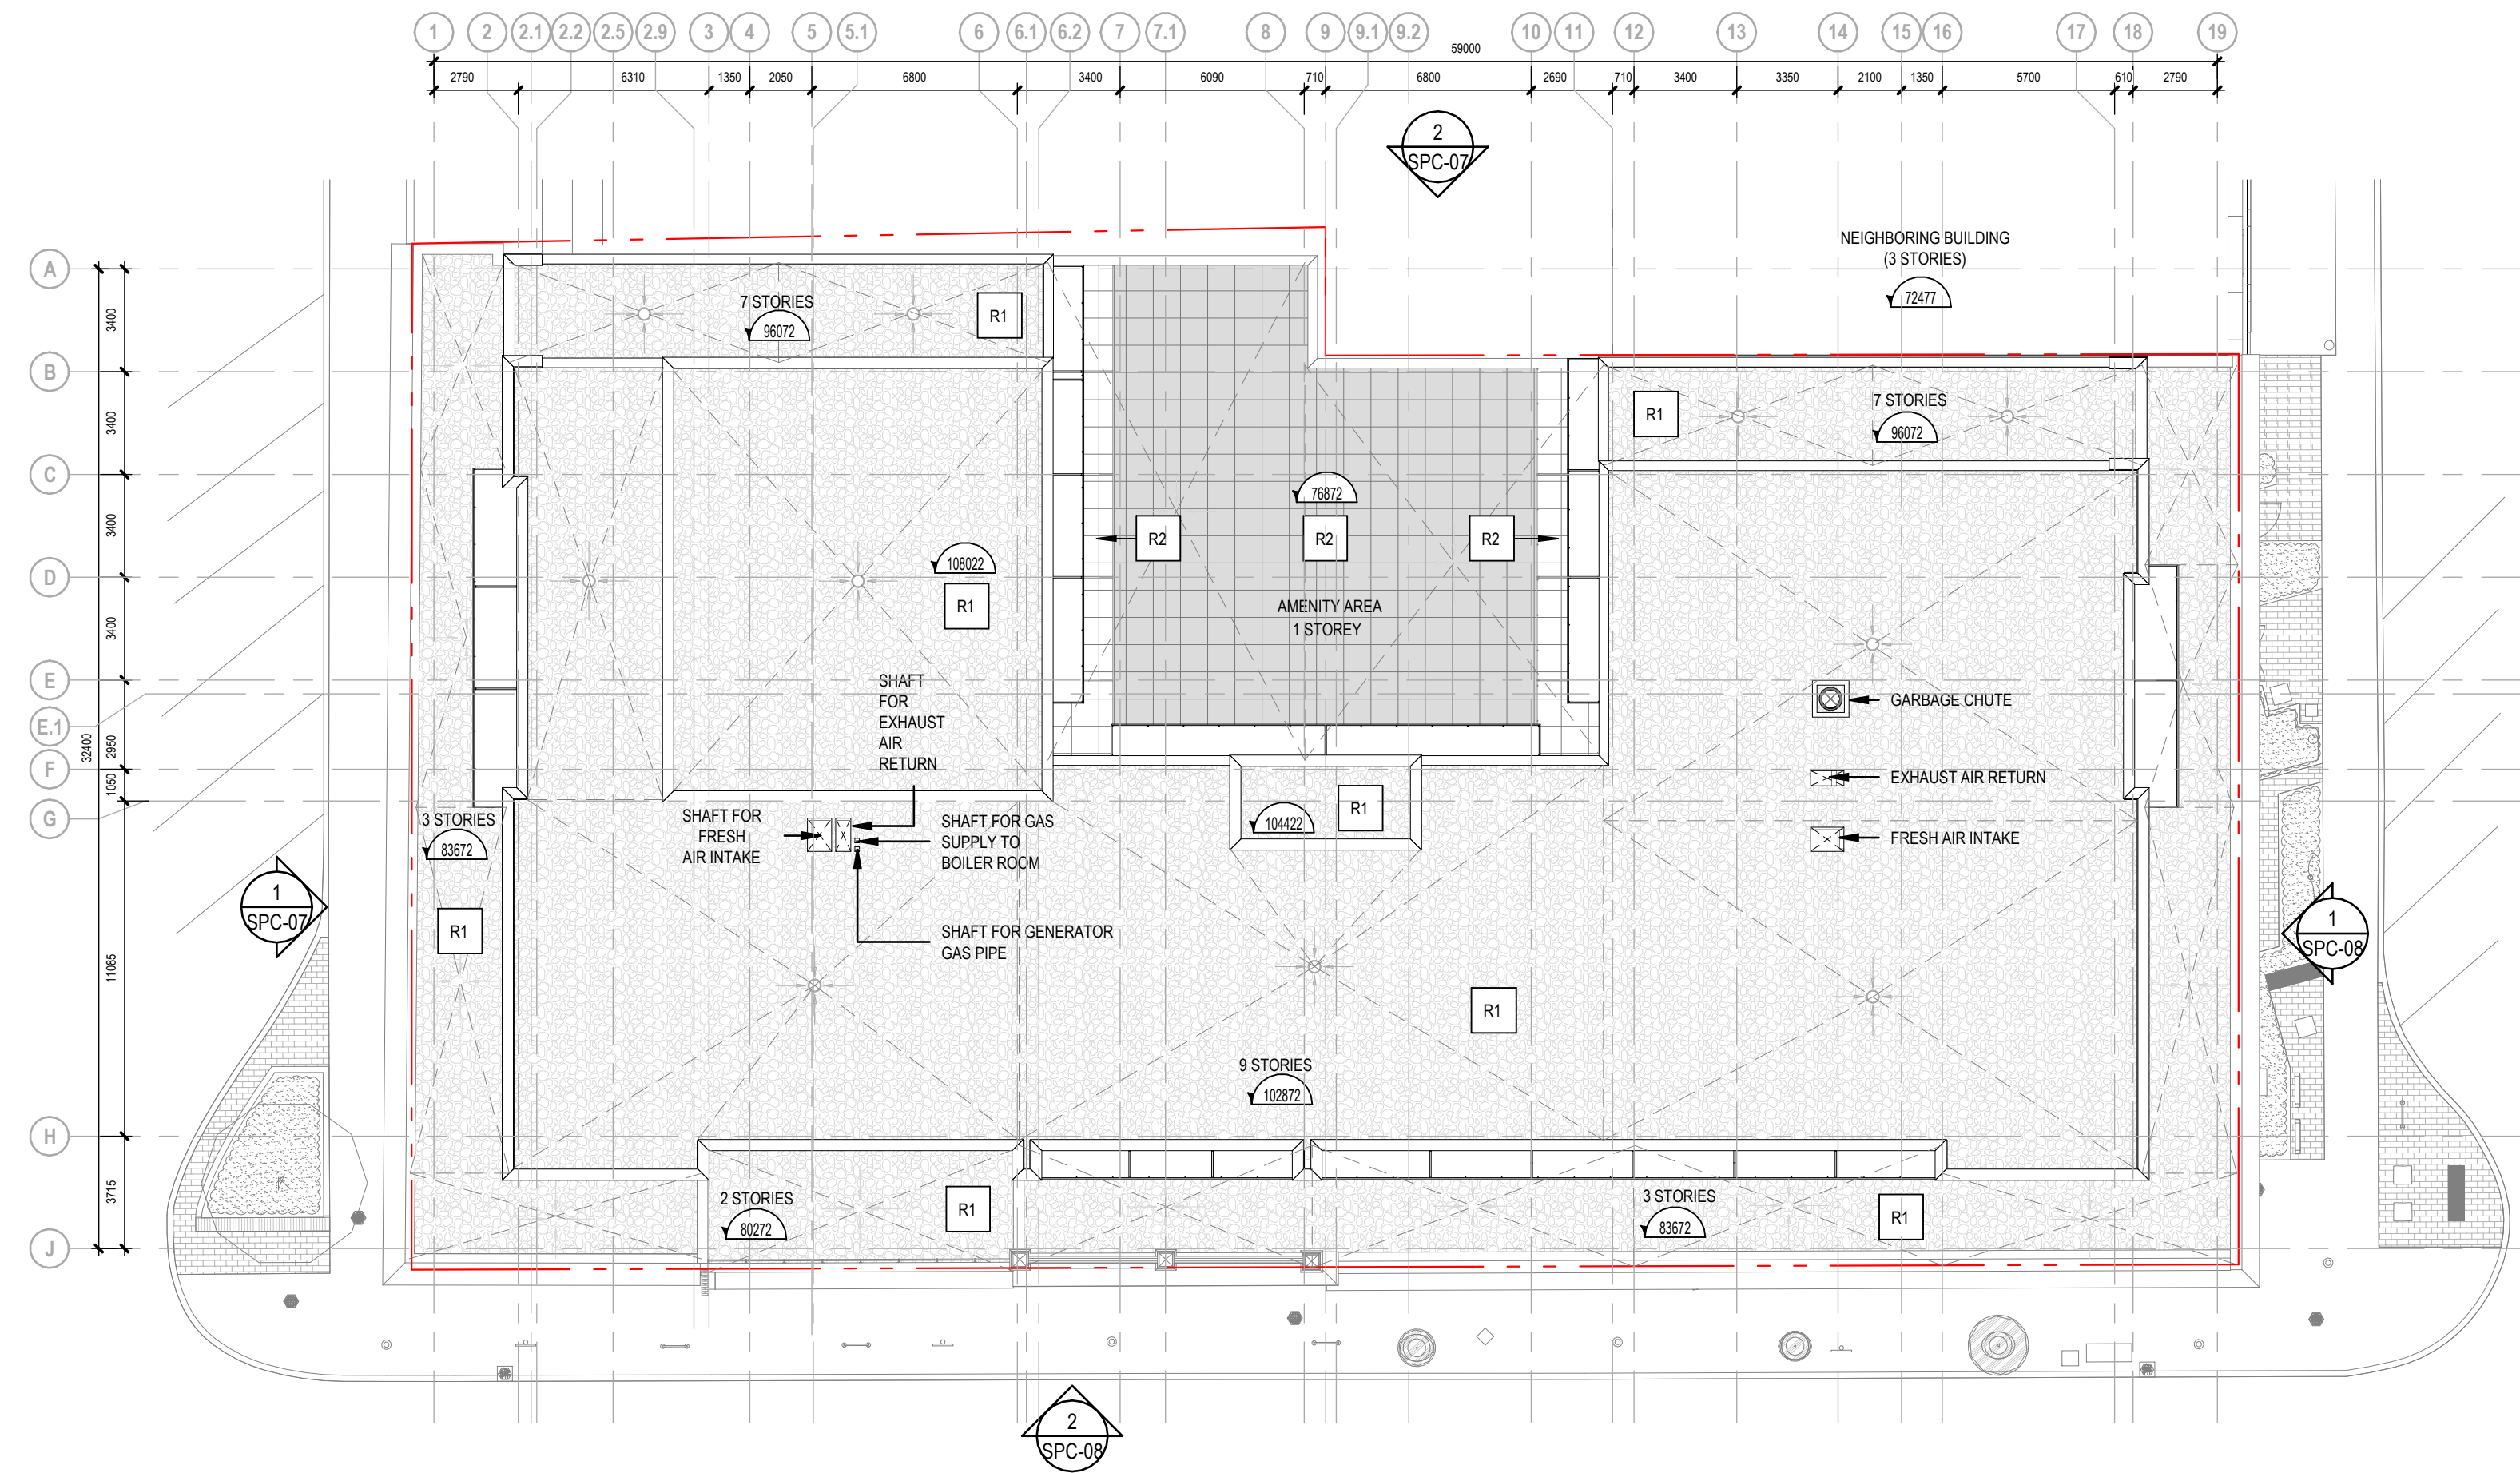 1 2 2.1 2.2 2.5 2.9 3 4 5 5.1 6 6.1 6.2 7 7.1 8 9 9.1 9.2 10 11 12 13 14 15 16 17 18 19
59000
2790 6310 1350 2050 6800 3400 6090 710 6800 2690 710 3400 3350 2100 1350 5700 610 2790
2
SPC-07
NEIGHBORING BUILDING
(3 STORIES)
72477
A
3400
B
3400
C
3400
D
3400
E
E.1
32400
2950
F
1050
G
11085
H
3715
J
7 STORIES
96072
R1
7 STORIES
96072
R1
76872
R2
R2
R2
AMENITY AREA
1 STOREY
108022
R1
SHAFT
FOR
EXHAUST
AIR
RETURN
GARBAGE CHUTE
EXHAUST AIR RETURN
FRESH AIR INTAKE
SHAFT FOR
FRESH
AIR INTAKE
SHAFT FOR GAS
SUPPLY TO
BOILER ROOM
SHAFT FOR GENERATOR
GAS PIPE
104422
R1
3 STORIES
83672
R1
1
SPC-07
1
SPC-08
R1
9 STORIES
102872
2 STORIES
80272
R1
3 STORIES
83672
R1
2
SPC-08